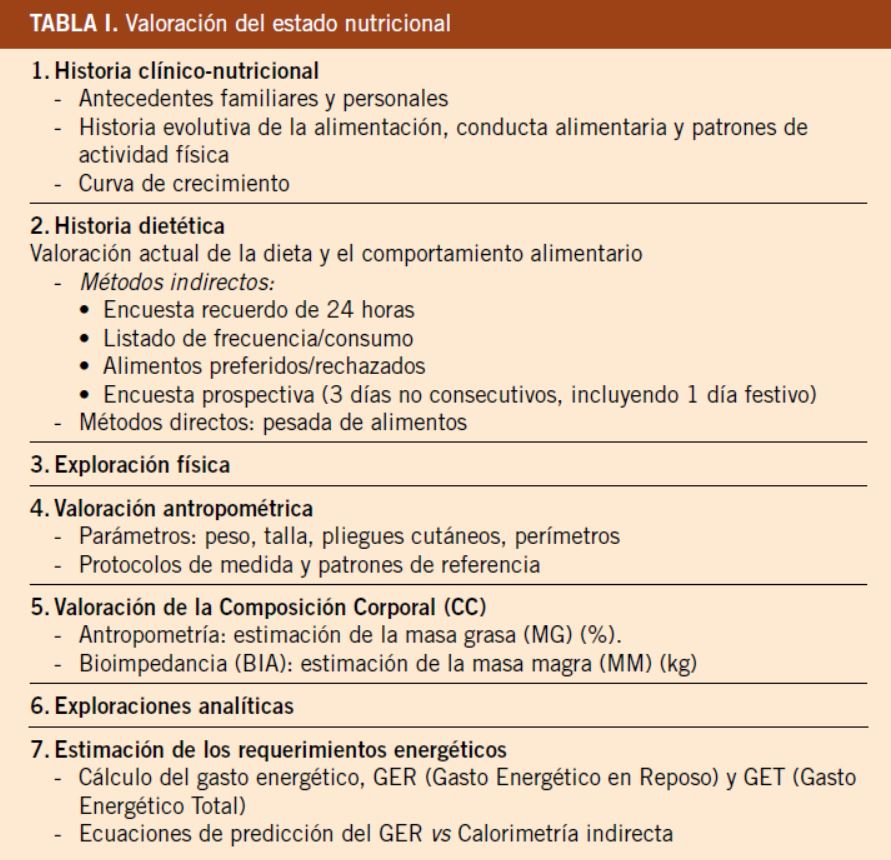 TABLA I. Valoración del estado nutricional
1. Historia clínico-nutricional
- Antecedentes familiares y personales
- Historia evolutiva de la alimentación, conducta alimentaria y patrones de
actividad física
- Curva de crecimiento
2. Historia dietética
Valoración actual de la dieta y el comportamiento alimentario
- Métodos indirectos:
• Encuesta recuerdo de 24 horas
• Listado de frecuencia/consumo
• Alimentos preferidos/rechazados
• Encuesta prospectiva (3 días no consecutivos, incluyendo 1 día festivo)
- Métodos directos: pesada de alimentos
3. Exploración física
4. Valoración antropométrica
- Parámetros: peso, talla, pliegues cutáneos, perímetros
- Protocolos de medida y patrones de referencia
5. Valoración de la Composición Corporal (CC)
- Antropometría: estimación de la masa grasa (MG) (%).
- Bioimpedancia (BIA): estimación de la masa magra (MM) (kg)
6. Exploraciones analíticas
7. Estimación de los requerimientos energéticos
- Cálculo del gasto energético, GER (Gasto Energético en Reposo) y GET (Gasto
Energético Total)
- Ecuaciones de predicción del GER vs Calorimetría indirecta